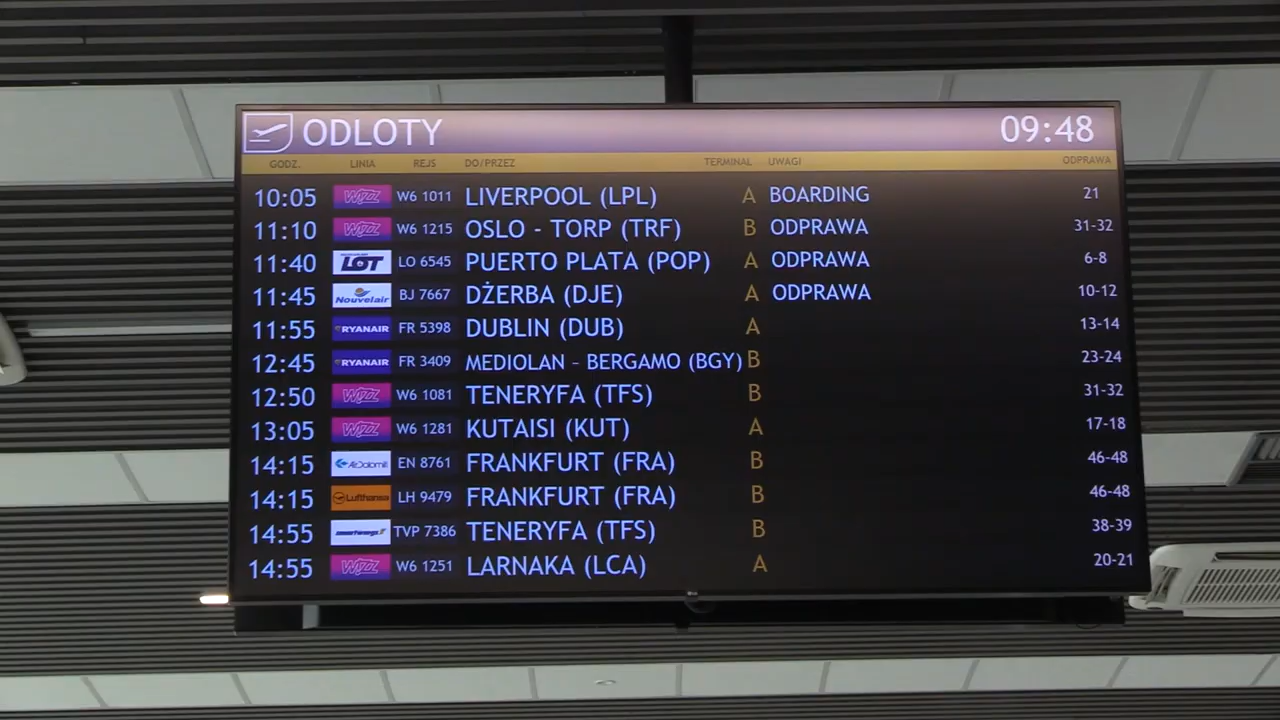 ODLOTY 09:48
GODZ. LINIA REJS DO/PRZEZ TERMINAL UWAGI ODPRAWA
10:05 Wizz W6 1011 LIVERPOOL (LPL) A BOARDING 21
11:10 Wizz W6 1215 OSLO - TORP (TRF) B ODPRAWA 31-32
11:40 LOT LO 6545 PUERTO PLATA (POP) A ODPRAWA 6-8
11:45 Nouvelair BJ 7667 DŻERBA (DJE) A ODPRAWA 10-12
11:55 RYANAIR FR 5398 DUBLIN (DUB) A 13-14
12:45 RYANAIR FR 3409 MEDIOLAN - BERGAMO (BGY) B 23-24
12:50 Wizz W6 1081 TENERYFA (TFS) B 31-32
13:05 Wizz W6 1281 KUTAISI (KUT) A 17-18
14:15 AirDolomiti EN 8761 FRANKFURT (FRA) B 46-48
14:15 Lufthansa LH 9479 FRANKFURT (FRA) B 46-48
14:55 TVP 7386 TENERYFA (TFS) B 38-39
14:55 Wizz W6 1251 LARNAKA (LCA) A 20-21
LG